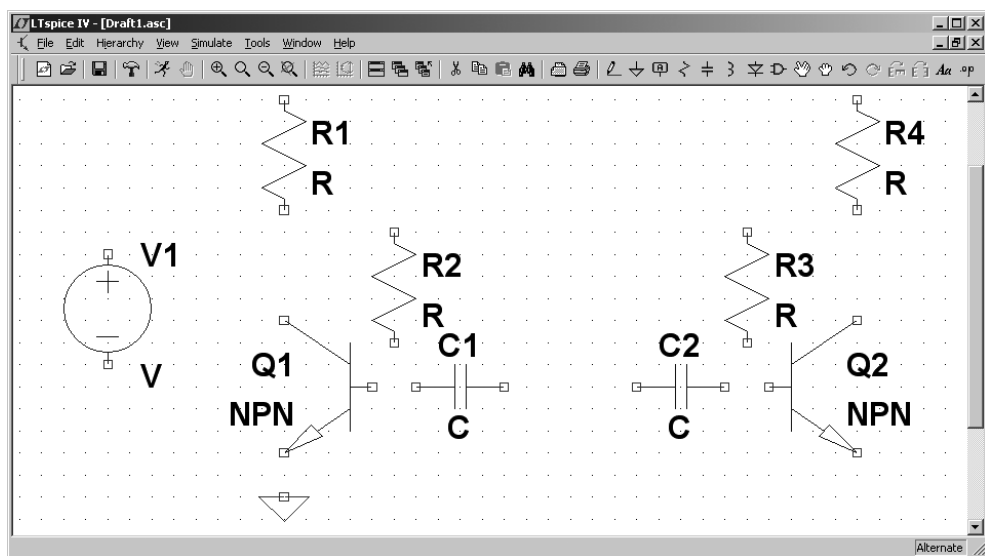 LTspice IV - [Draft1.asc]
File Edit Hierarchy View Simulate Tools Window Help
Aa .op
R1
R
R4
R
V1
V
R2
R
R3
R
C1
C
C2
C
Q1
NPN
Q2
NPN
Alternate